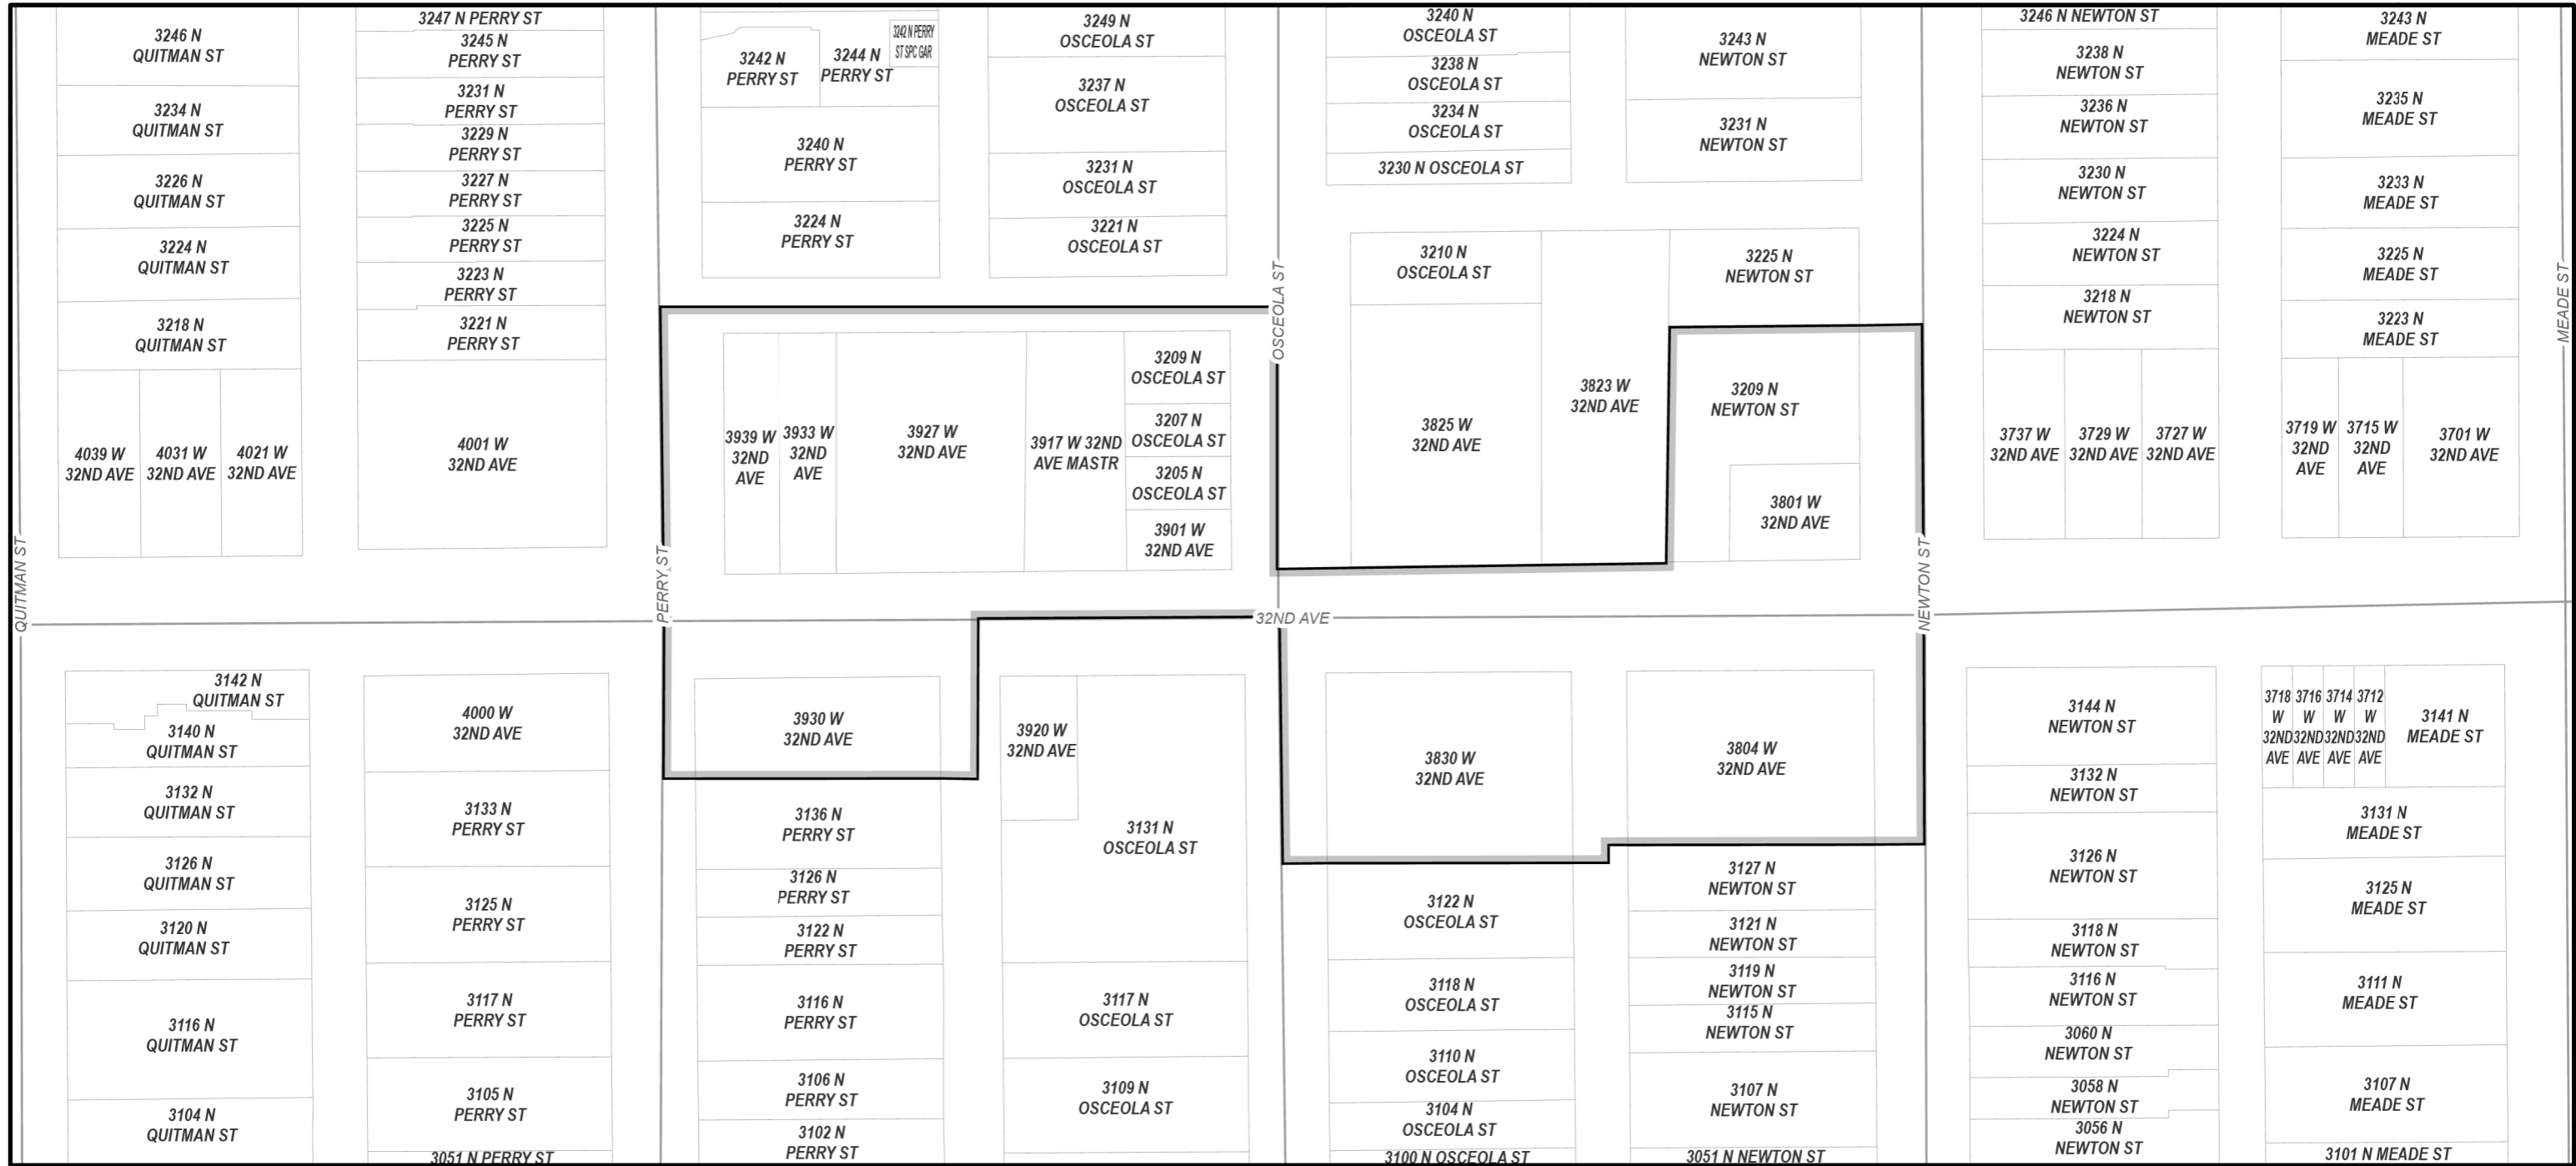 3246 N
QUITMAN ST
3234 N
QUITMAN ST
3226 N
QUITMAN ST
3224 N
QUITMAN ST
3218 N
QUITMAN ST
4039 W
32ND AVE
4031 W
32ND AVE
4021 W
32ND AVE
QUITMAN ST
3247 N PERRY ST
3245 N
PERRY ST
3231 N
PERRY ST
3229 N
PERRY ST
3227 N
PERRY ST
3225 N
PERRY ST
3223 N
PERRY ST
3221 N
PERRY ST
4001 W
32ND AVE
PERRY ST
3242 N
PERRY ST
3244 N
PERRY ST
3242 N PERRY
ST SPC GAR
3240 N
PERRY ST
3224 N
PERRY ST
3249 N
OSCEOLA ST
3237 N
OSCEOLA ST
3231 N
OSCEOLA ST
3221 N
OSCEOLA ST
3939 W
32ND
AVE
3933 W
32ND
AVE
3927 W
32ND AVE
3917 W 32ND
AVE MASTR
3209 N
OSCEOLA ST
3207 N
OSCEOLA ST
3205 N
OSCEOLA ST
3901 W
32ND AVE
OSCEOLA ST
3240 N
OSCEOLA ST
3238 N
OSCEOLA ST
3234 N
OSCEOLA ST
3230 N OSCEOLA ST
3243 N
NEWTON ST
3231 N
NEWTON ST
3210 N
OSCEOLA ST
3825 W
32ND AVE
3823 W
32ND AVE
3225 N
NEWTON ST
3209 N
NEWTON ST
3801 W
32ND AVE
NEWTON ST
3246 N NEWTON ST
3238 N
NEWTON ST
3236 N
NEWTON ST
3230 N
NEWTON ST
3224 N
NEWTON ST
3218 N
NEWTON ST
3737 W
32ND AVE
3729 W
32ND AVE
3727 W
32ND AVE
3243 N
MEADE ST
3235 N
MEADE ST
3233 N
MEADE ST
3225 N
MEADE ST
3223 N
MEADE ST
3719 W
32ND
AVE
3715 W
32ND
AVE
3701 W
32ND AVE
MEADE ST
32ND AVE
3142 N
QUITMAN ST
3140 N
QUITMAN ST
3132 N
QUITMAN ST
3126 N
QUITMAN ST
3120 N
QUITMAN ST
3116 N
QUITMAN ST
3104 N
QUITMAN ST
4000 W
32ND AVE
3133 N
PERRY ST
3125 N
PERRY ST
3117 N
PERRY ST
3105 N
PERRY ST
3051 N PERRY ST
3930 W
32ND AVE
3136 N
PERRY ST
3126 N
PERRY ST
3122 N
PERRY ST
3116 N
PERRY ST
3106 N
PERRY ST
3102 N
PERRY ST
3920 W
32ND AVE
3131 N
OSCEOLA ST
3117 N
OSCEOLA ST
3109 N
OSCEOLA ST
3830 W
32ND AVE
3122 N
OSCEOLA ST
3118 N
OSCEOLA ST
3110 N
OSCEOLA ST
3104 N
OSCEOLA ST
3100 N OSCEOLA ST
3804 W
32ND AVE
3127 N
NEWTON ST
3121 N
NEWTON ST
3119 N
NEWTON ST
3115 N
NEWTON ST
3107 N
NEWTON ST
3051 N NEWTON ST
3144 N
NEWTON ST
3132 N
NEWTON ST
3126 N
NEWTON ST
3118 N
NEWTON ST
3116 N
NEWTON ST
3060 N
NEWTON ST
3058 N
NEWTON ST
3056 N
NEWTON ST
3718
W
32ND
AVE
3716
W
32ND
AVE
3714
W
32ND
AVE
3712
W
32ND
AVE
3141 N
MEADE ST
3131 N
MEADE ST
3125 N
MEADE ST
3111 N
MEADE ST
3107 N
MEADE ST
3101 N MEADE ST